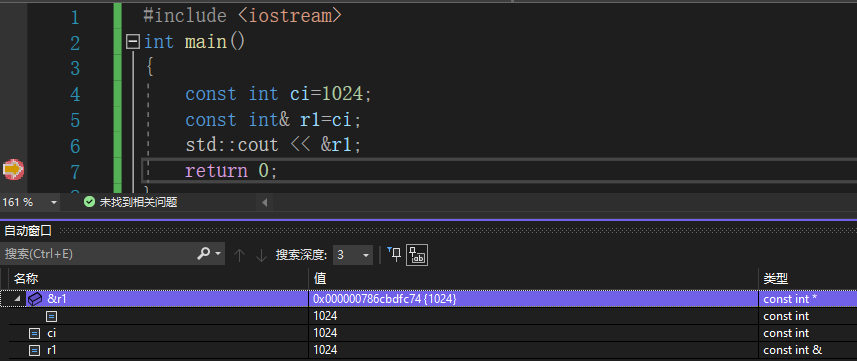 1 #include <iostream>
2 int main()
3 {
4 const int ci=1024;
5 const int& r1=ci;
6 std::cout << &r1;
7 return 0;
161 % 未找到相关问题
自动窗口
搜索(Ctrl+E) 搜索深度: 3
名称 值 类型
&r1 0x000000786cbdfc74 {1024} const int *
1024 const int
ci 1024 const int
r1 1024 const int &